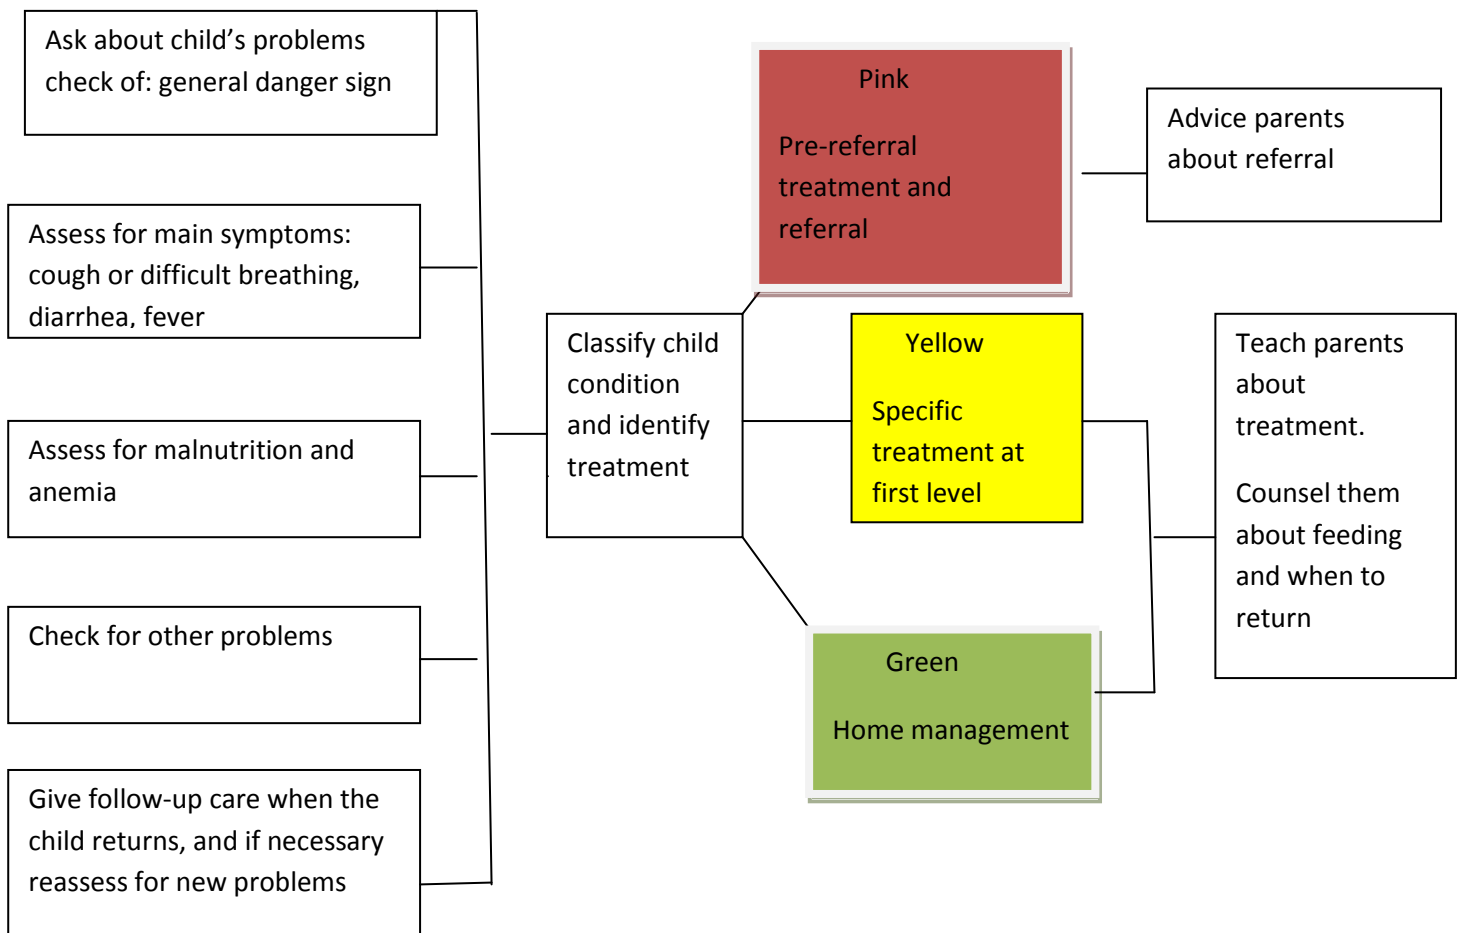 Ask about child’s problems
check of: general danger sign
Assess for main symptoms:
cough or difficult breathing,
diarrhea, fever
Assess for malnutrition and
anemia
Check for other problems
Give follow-up care when the
child returns, and if necessary
reassess for new problems
Classify child
condition
and identify
treatment
Pink
Pre-referral
treatment and
referral
Yellow
Specific
treatment at
first level
Green
Home management
Advice parents
about referral
Teach parents
about
treatment.
Counsel them
about feeding
and when to
return